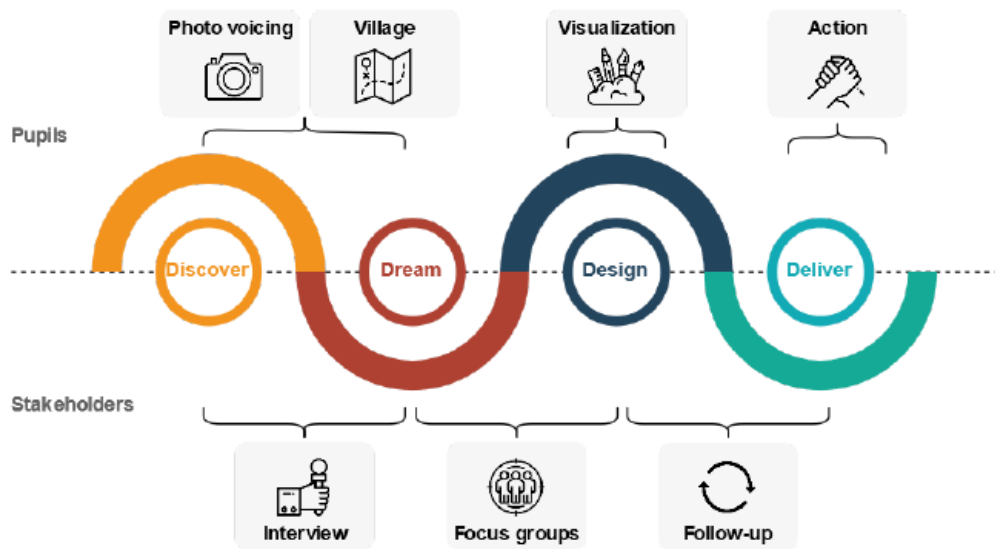 Photo voicing
Village
Visualization
Action
Pupils
Discover
Dream
Design
Deliver
Stakeholders
Interview
Focus groups
Follow-up